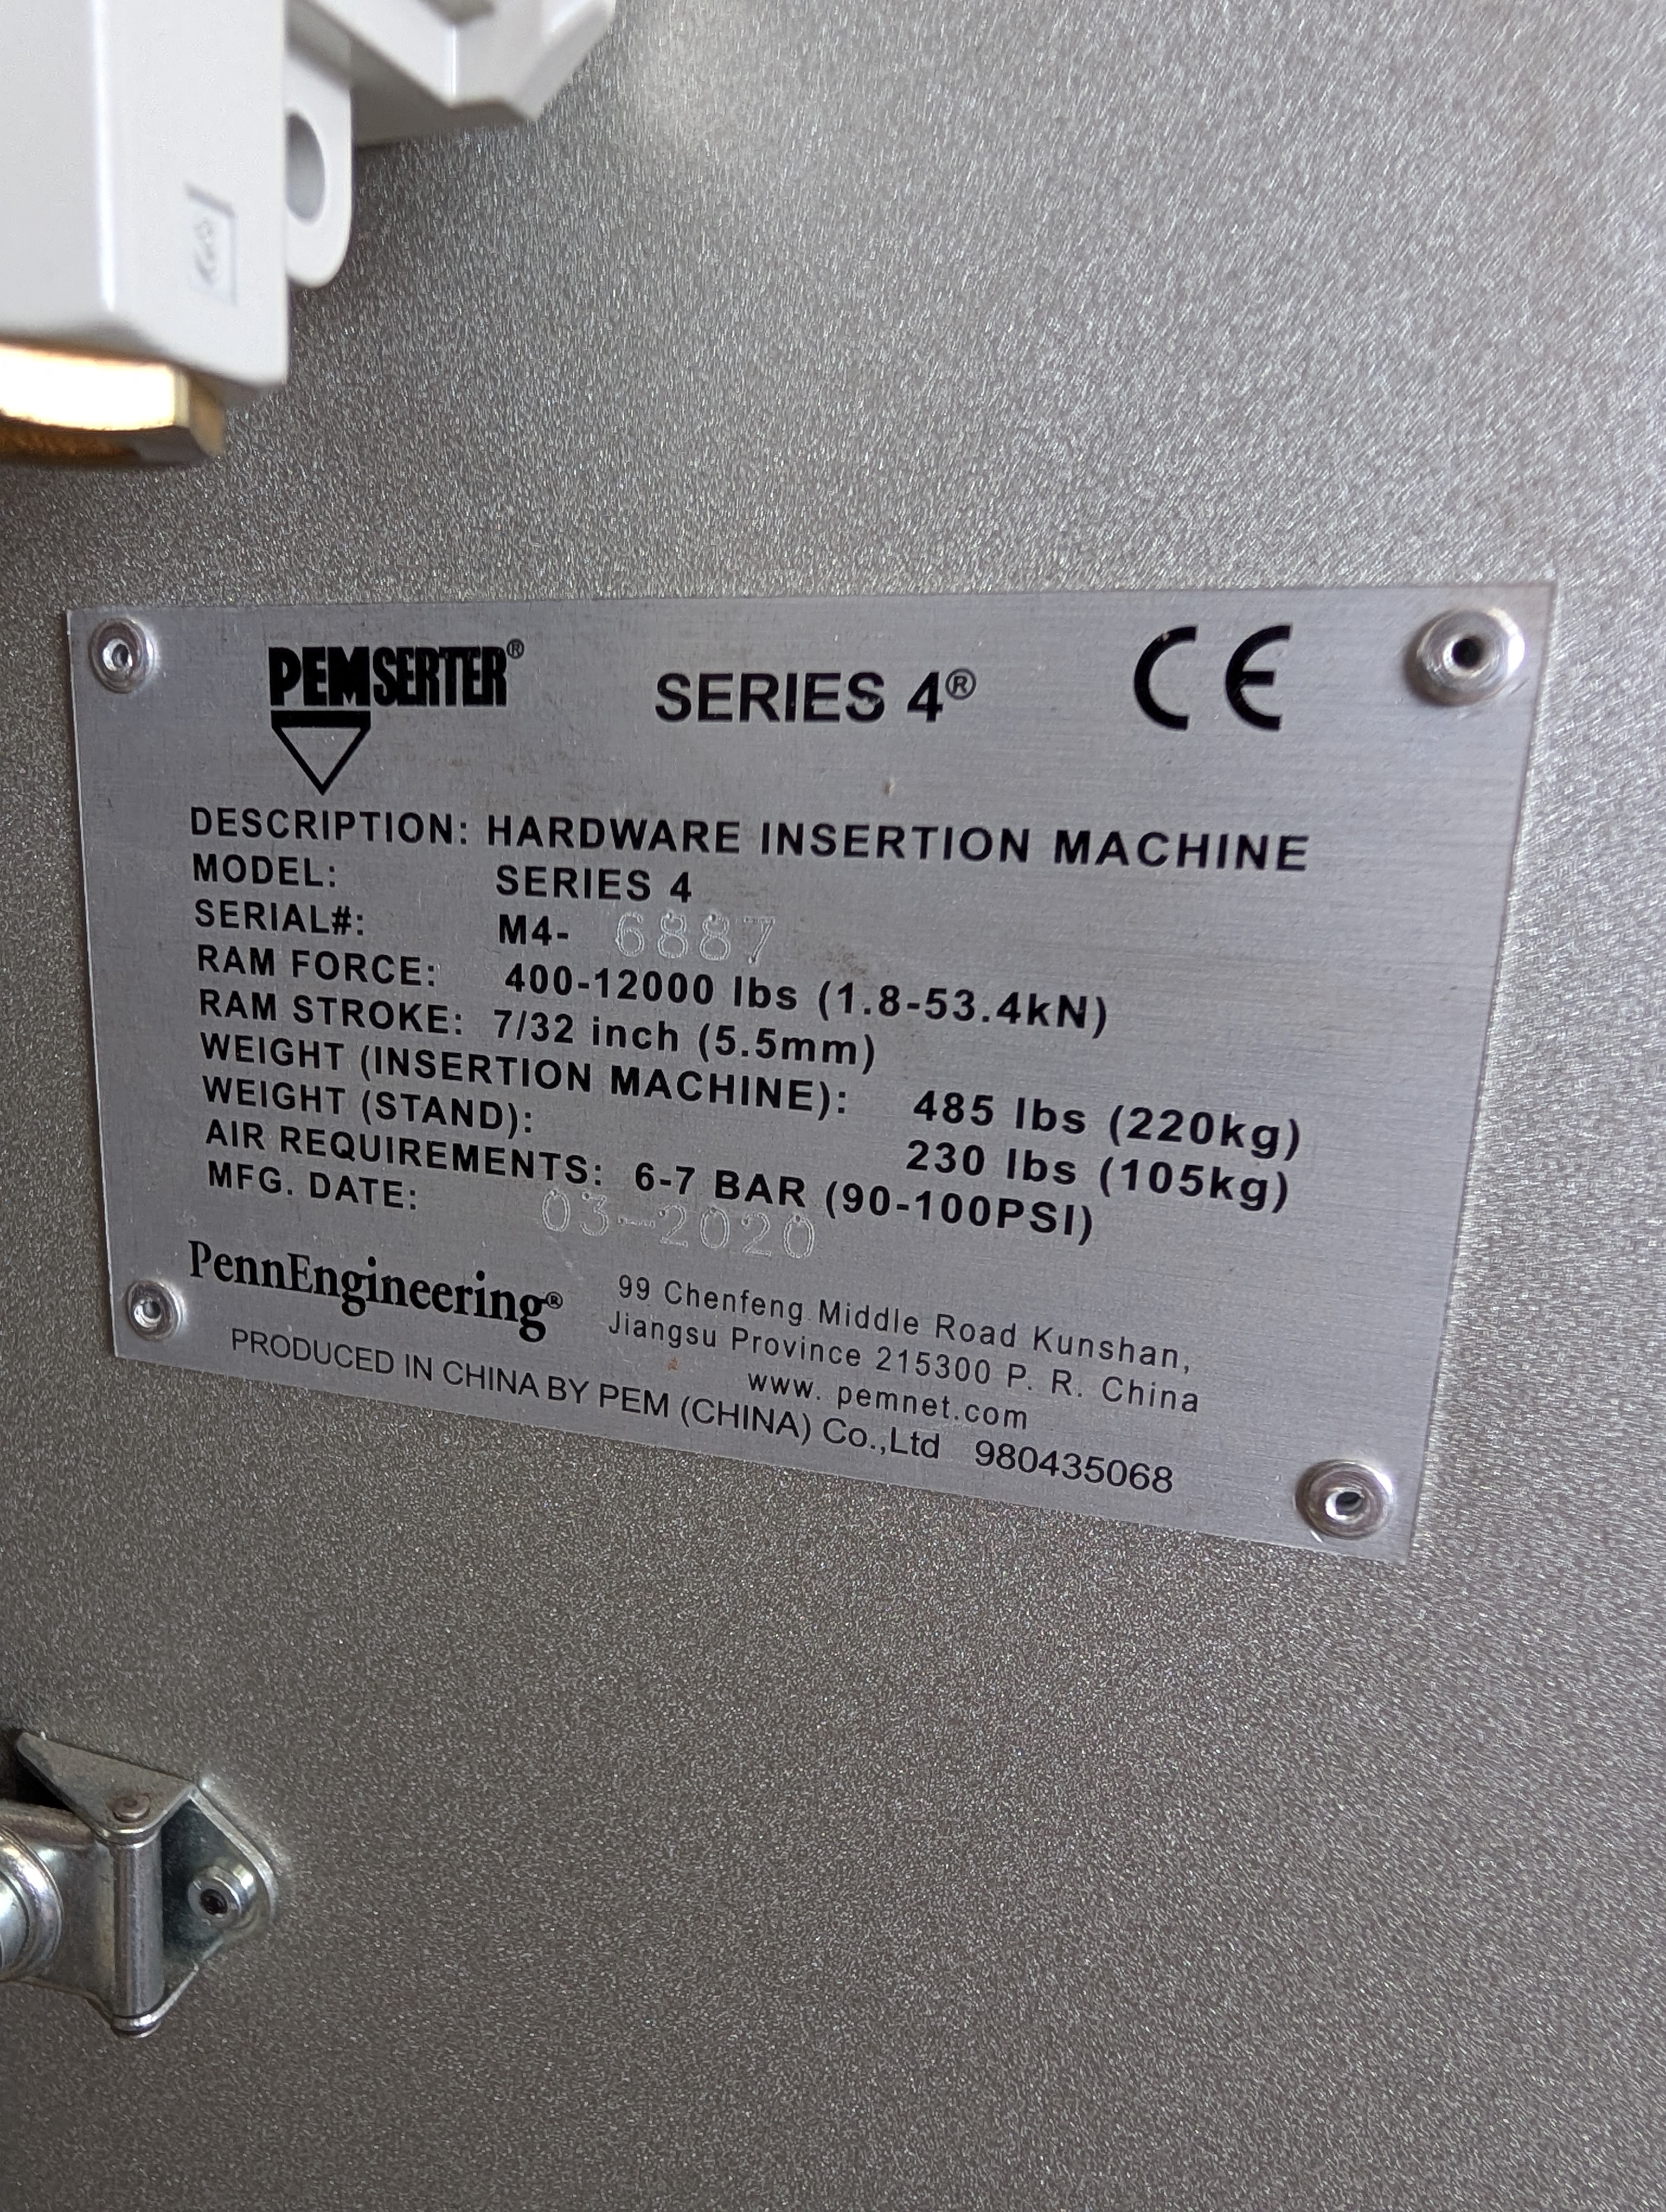 PEMSERTER® SERIES 4® CE
DESCRIPTION: HARDWARE INSERTION MACHINE
MODEL: SERIES 4
SERIAL#: M4- 6887
RAM FORCE: 400-12000 lbs (1.8-53.4kN)
RAM STROKE: 7/32 inch (5.5mm)
WEIGHT (INSERTION MACHINE): 485 lbs (220kg)
WEIGHT (STAND): 230 lbs (105kg)
AIR REQUIREMENTS: 6-7 BAR (90-100PSI)
MFG. DATE: 03-2020
PennEngineering®
99 Chenfeng Middle Road Kunshan,
Jiangsu Province 215300 P. R. China
www. pemnet.com
PRODUCED IN CHINA BY PEM (CHINA) Co.,Ltd 980435068